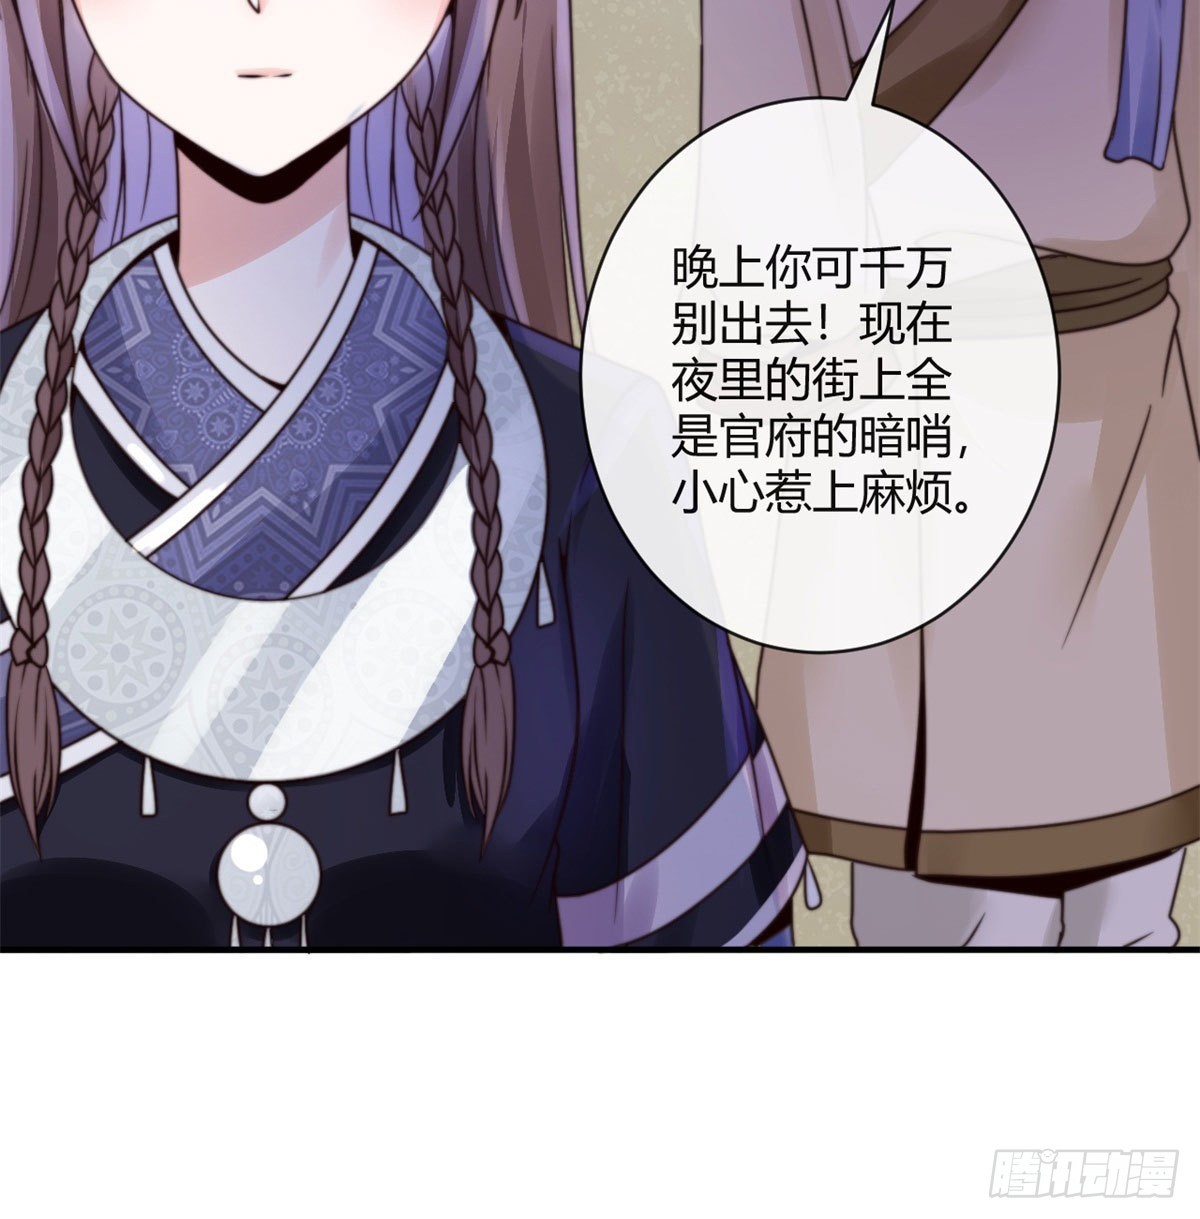 晚上你可千万
别出去！现在
夜里的街上全
是官府的暗哨，
小心惹上麻烦。
腾讯动漫